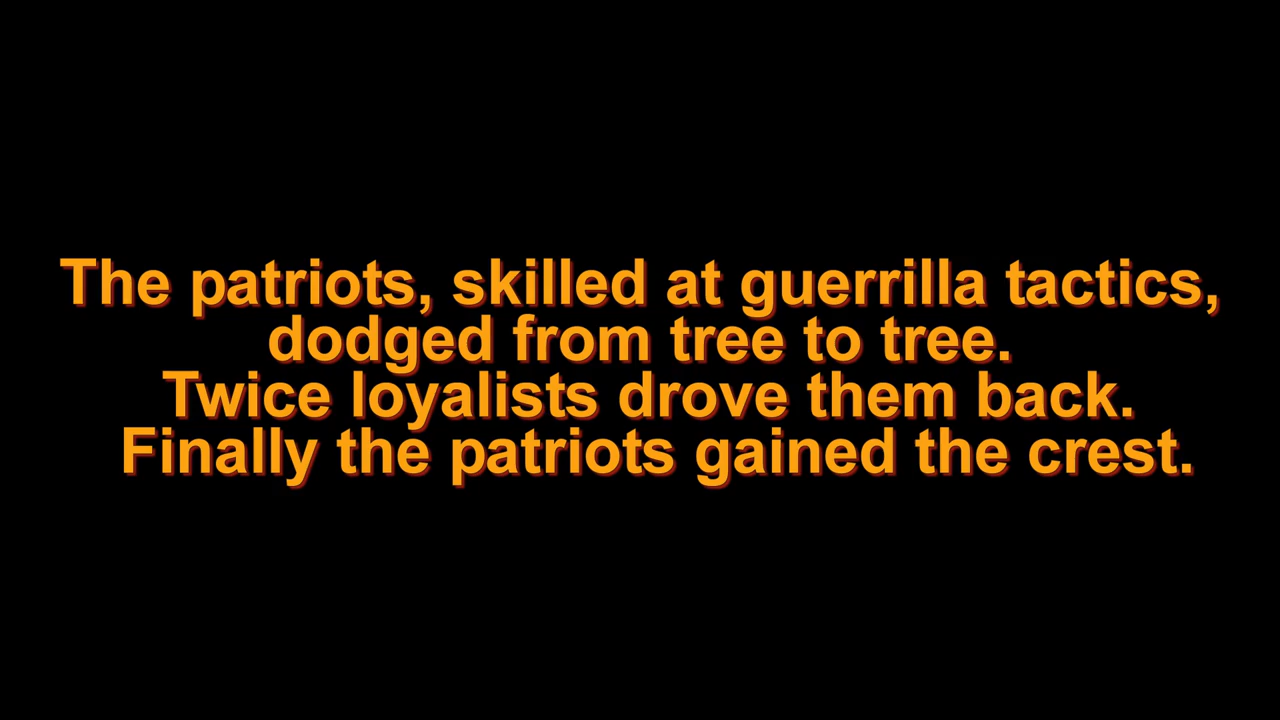 The patriots, skilled at guerrilla tactics,
dodged from tree to tree.
Twice loyalists drove them back.
Finally the patriots gained the crest.